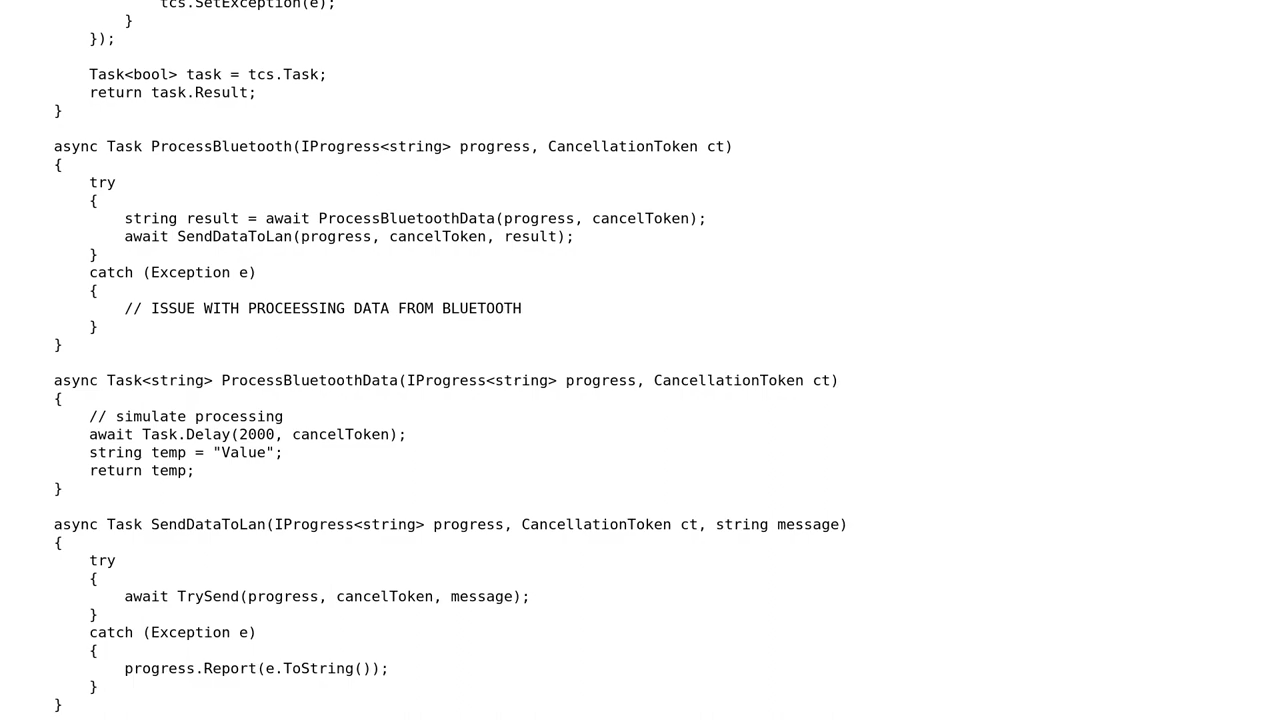 tcs.SetException(e);
}
});
Task<bool> task = tcs.Task;
return task.Result;
}
async Task ProcessBluetooth(IProgress<string> progress, CancellationToken ct)
{
try
{
string result = await ProcessBluetoothData(progress, cancelToken);
await SendDataToLan(progress, cancelToken, result);
}
catch (Exception e)
{
// ISSUE WITH PROCEESSING DATA FROM BLUETOOTH
}
}
async Task<string> ProcessBluetoothData(IProgress<string> progress, CancellationToken ct)
{
// simulate processing
await Task.Delay(2000, cancelToken);
string temp = "Value";
return temp;
}
async Task SendDataToLan(IProgress<string> progress, CancellationToken ct, string message)
{
try
{
await TrySend(progress, cancelToken, message);
}
catch (Exception e)
{
progress.Report(e.ToString());
}
}